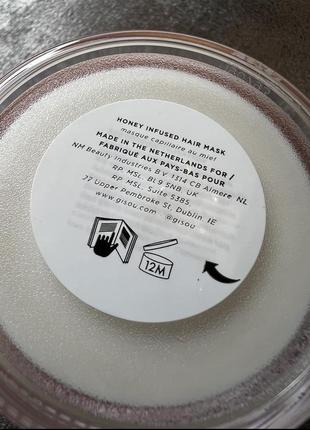 HONEY INFUSED HAIR MASK
masque capillaire au miel
MADE IN THE NETHERLANDS FOR /
FABRIQUÉ AUX PAYS-BAS POUR
NM Beauty Industries B.V. 1314 CB Almere, NL
RP. MSL, BL9 5NB UK
RP. MSL, Suite 5385,
27 Upper Pembroke St, Dublin, IE
www.gisou.com @gisou
12M